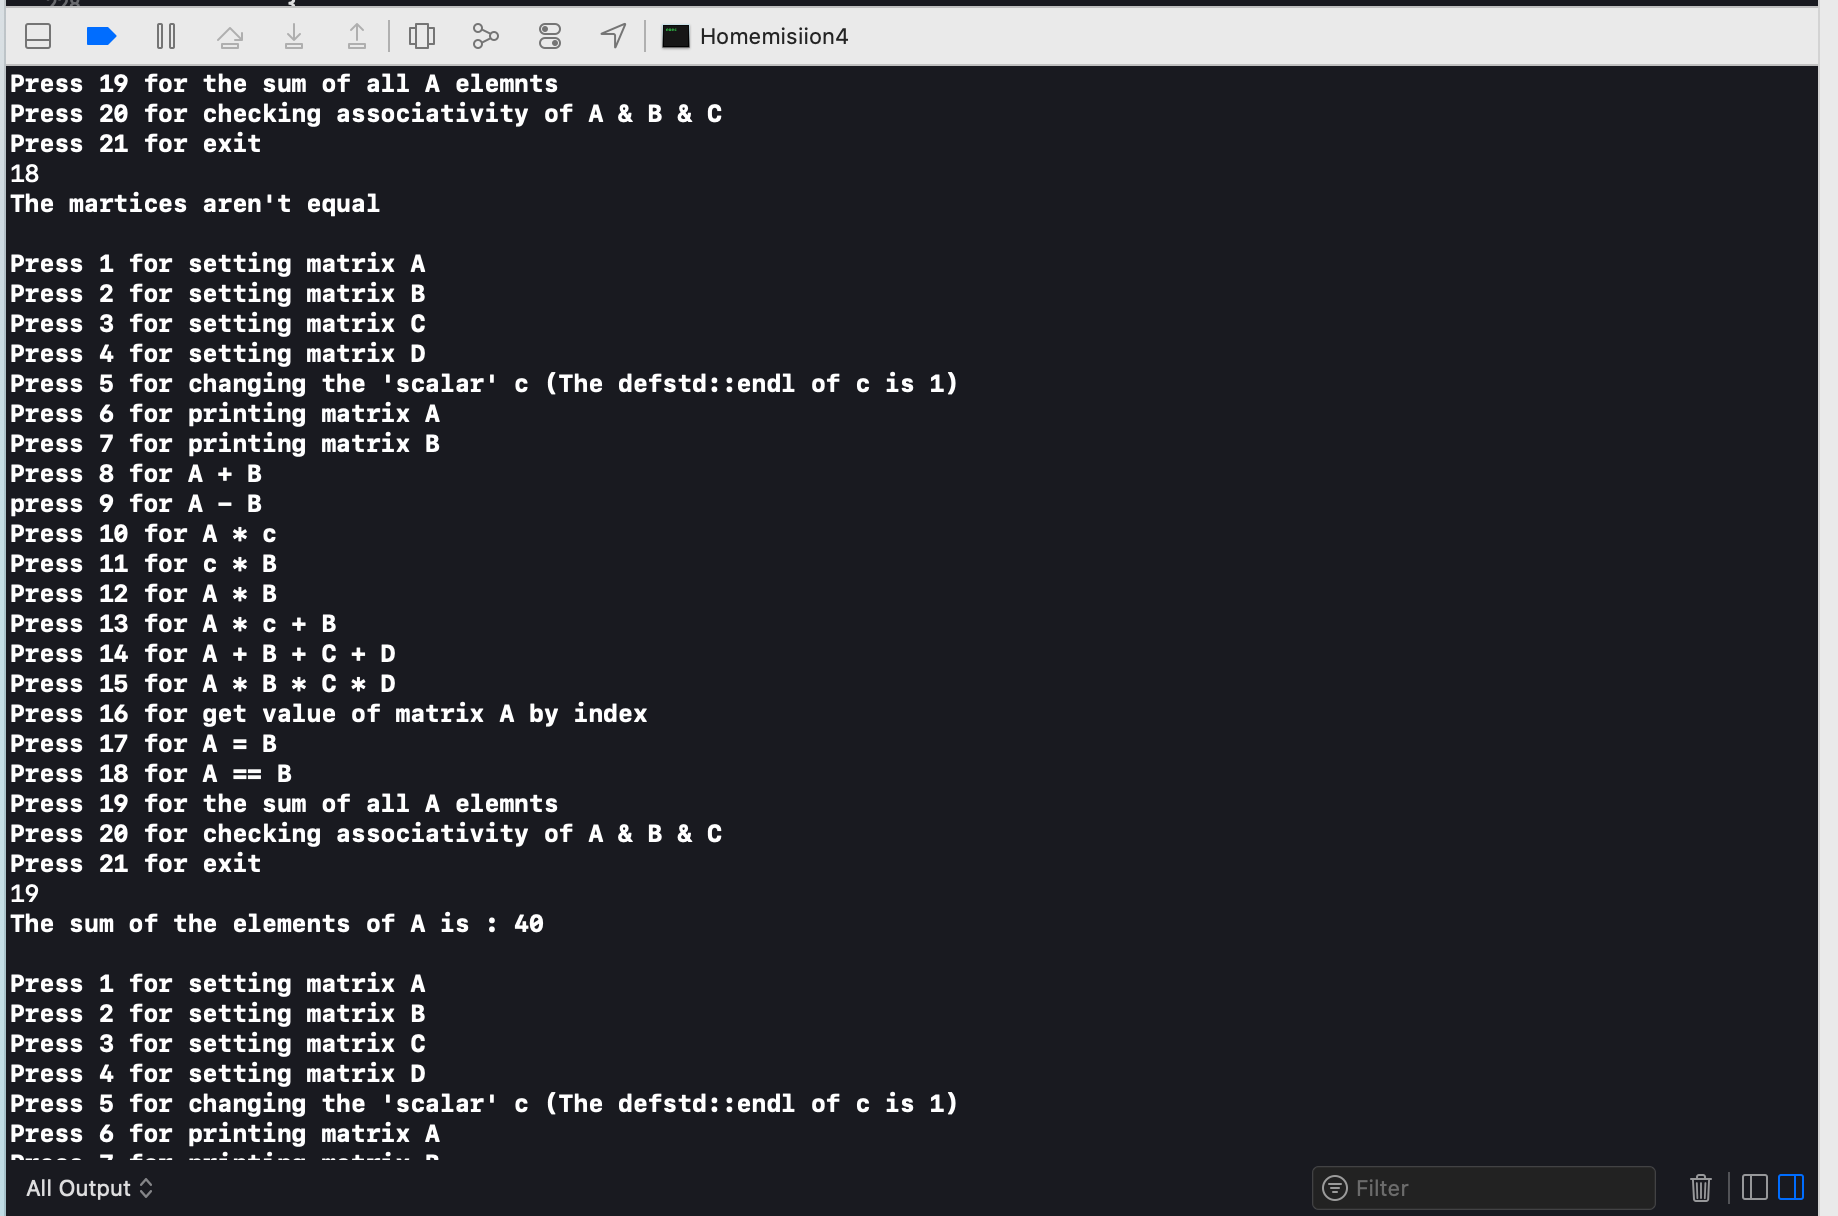 Homemisiion4
Press 19 for the sum of all A elemnts
Press 20 for checking associativity of A & B & C
Press 21 for exit
18
The martices aren't equal
Press 1 for setting matrix A
Press 2 for setting matrix B
Press 3 for setting matrix C
Press 4 for setting matrix D
Press 5 for changing the 'scalar' c (The defstd::endl of c is 1)
Press 6 for printing matrix A
Press 7 for printing matrix B
Press 8 for A + B
press 9 for A - B
Press 10 for A * c
Press 11 for c * B
Press 12 for A * B
Press 13 for A * c + B
Press 14 for A + B + C + D
Press 15 for A * B * C * D
Press 16 for get value of matrix A by index
Press 17 for A = B
Press 18 for A == B
Press 19 for the sum of all A elemnts
Press 20 for checking associativity of A & B & C
Press 21 for exit
19
The sum of the elements of A is : 40
Press 1 for setting matrix A
Press 2 for setting matrix B
Press 3 for setting matrix C
Press 4 for setting matrix D
Press 5 for changing the 'scalar' c (The defstd::endl of c is 1)
Press 6 for printing matrix A
Press 7 for printing matrix B
All Output
Filter